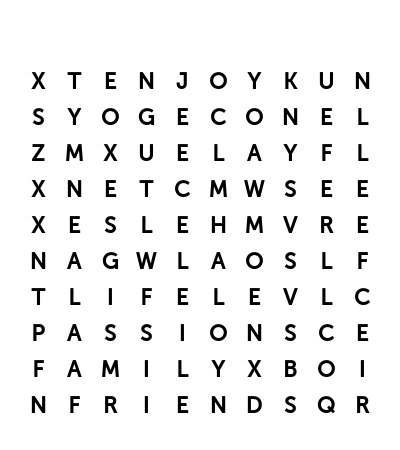 X T E N J O Y K U N
S Y O G E C O N E L
Z M X U E L A Y F L
X N E T C M W S E E
X E S L E H M V R E
N A G W L A O S L F
T L I F E L E V L C
P A S S I O N S C E
F A M I L Y X B O I
N F R I E N D S Q R